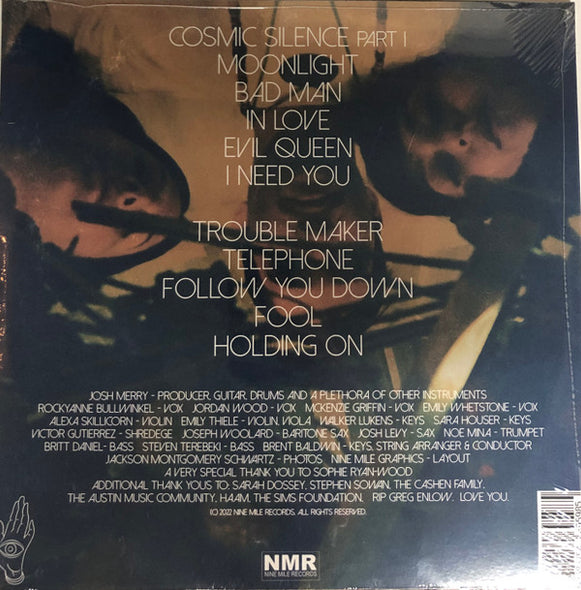 COSMIC SILENCE PART I
MOONLIGHT
BAD MAN
IN LOVE
EVIL QUEEN
I NEED YOU
TROUBLE MAKER
TELEPHONE
FOLLOW YOU DOWN
FOOL
HOLDING ON
JOSH MERRY - PRODUCER, GUITAR, DRUMS AND A PLETHORA OF OTHER INSTRUMENTS
ROCKYANNE BULLWINKEL - VOX JORDAN WOOD - VOX MCKENZIE GRIFFIN - VOX EMILY WHETSTONE - VOX
ALEXA SKILLICORN - VIOLIN EMILY THIELE - VIOLIN, VIOLA WALKER LUKENS - KEYS SARA HOUSER - KEYS
VICTOR GUTIERREZ - SHREDEGE JOSEPH WOOLARD - BARITONE SAX JOSH LEVY - SAX NOE MINA - TRUMPET
BRITT DANIEL- BASS STEVEN TEREBEKI - BASS BRENT BALDWIN - KEYS, STRING ARRANGER & CONDUCTOR
JACKSON MONTGOMERY SCHWARTZ - PHOTOS NINE MILE GRAPHICS - LAYOUT
A VERY SPECIAL THANK YOU TO SOPHIE RYAN-WOOD
ADDITIONAL THANK YOUS TO: SARAH DOSSEY, STEPHEN SOWAN, THE CASHEN FAMILY,
THE AUSTIN MUSIC COMMUNITY, HAAM, THE SIMS FOUNDATION, RIP GREG ENLOW. LOVE YOU.
(C) 2022 NINE MILE RECORDS. ALL RIGHTS RESERVED.
NMR
NINE MILE RECORDS